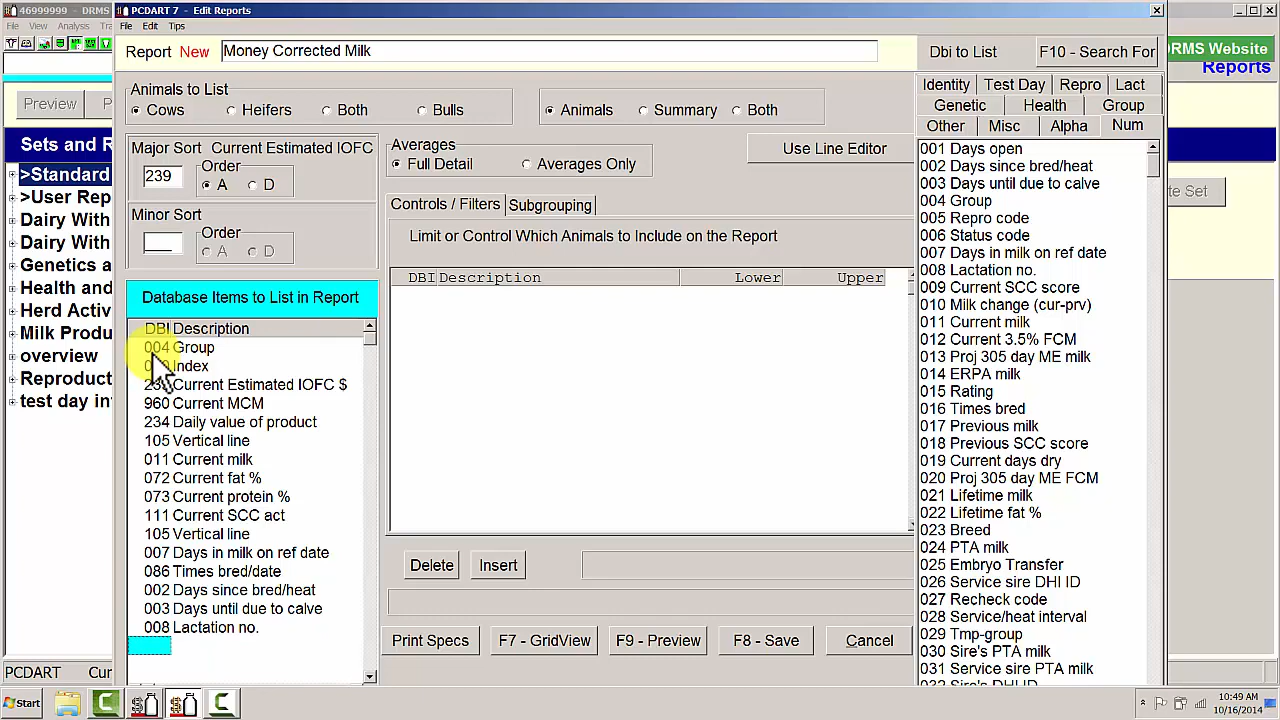 46999999 - DRMS
PCDART 7 - Edit Reports
File View Analysis Tra
File Edit Tips
Report New Money Corrected Milk
Dbi to List F10 - Search For
DRMS Website
Reports
Preview
Sets and R
>Standard
>User Rep
Dairy With
Dairy With
Genetics a
Health and
Herd Activ
Milk Produ
overview
Reproduct
test day in
PCDART Cur
Animals to List
Cows Heifers Both Bulls
Animals Summary Both
Major Sort Current Estimated IOFC
239
Order
A D
Minor Sort
Order
A D
Averages
Full Detail Averages Only
Use Line Editor
Controls / Filters Subgrouping
Limit or Control Which Animals to Include on the Report
DBI Description Lower Upper
Database Items to List in Report
DBI Description
004 Group
Index
Current Estimated IOFC $
960 Current MCM
234 Daily value of product
105 Vertical line
011 Current milk
072 Current fat %
073 Current protein %
111 Current SCC act
105 Vertical line
007 Days in milk on ref date
086 Times bred/date
002 Days since bred/heat
003 Days until due to calve
008 Lactation no.
Delete Insert
Print Specs F7 - GridView F9 - Preview F8 - Save Cancel
Identity Test Day Repro Lact
Genetic Health Group
Other Misc Alpha Num
001 Days open
002 Days since bred/heat
003 Days until due to calve
004 Group
005 Repro code
006 Status code
007 Days in milk on ref date
008 Lactation no.
009 Current SCC score
010 Milk change (cur-prv)
011 Current milk
012 Current 3.5% FCM
013 Proj 305 day ME milk
014 ERPA milk
015 Rating
016 Times bred
017 Previous milk
018 Previous SCC score
019 Current days dry
020 Proj 305 day ME FCM
021 Lifetime milk
022 Lifetime fat %
023 Breed
024 PTA milk
025 Embryo Transfer
026 Service sire DHI ID
027 Recheck code
028 Service/heat interval
029 Tmp-group
030 Sire's PTA milk
031 Service sire PTA milk
032 Sire's DHI ID
te Set
Start
10:49 AM
10/16/2014